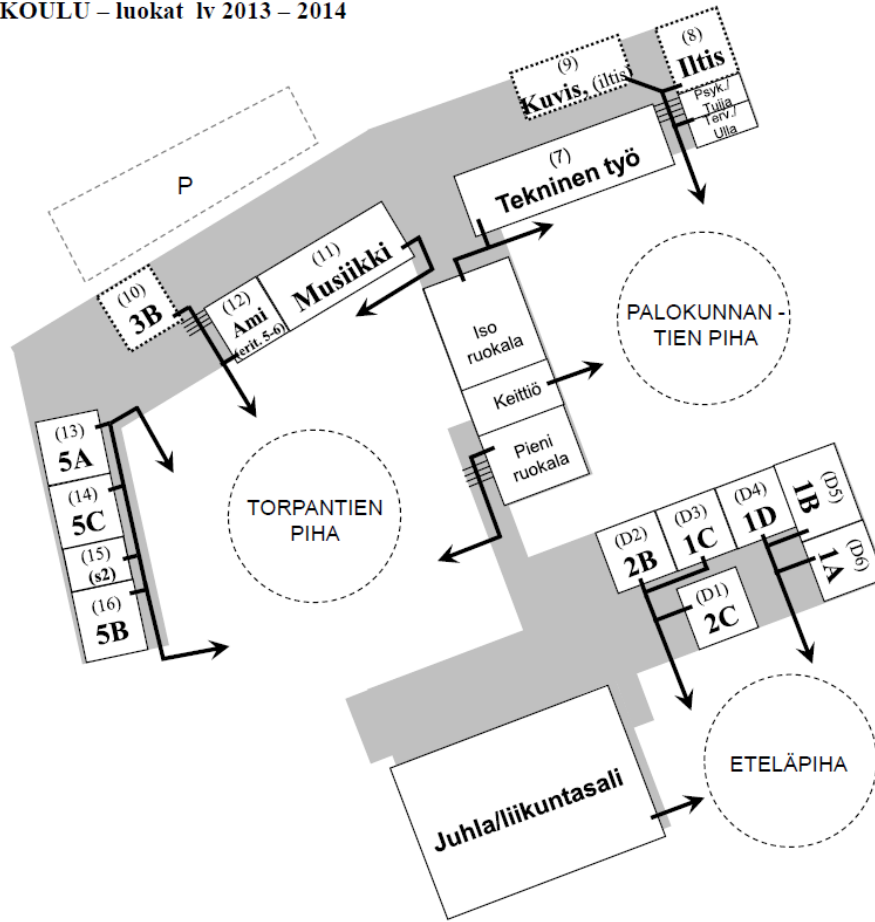 KOULU – luokat lv 2013 – 2014
(8)
Iltis
Psyk./
Tuija
Terv./
Ulla
(9)
Kuvis, (iltis)
(7)
Tekninen työ
P
(11)
Musiikki
(12)
Ami
(erit. 5-6)
(10)
3B
Iso
ruokala
Keittiö
Pieni
ruokala
PALOKUNNAN -
TIEN PIHA
(13)
5A
(14)
5C
(15)
(s2)
(16)
5B
TORPANTIEN
PIHA
(D2)
2B
(D3)
1C
(D4)
1D
(D5)
1B
(D6)
1A
(D1)
2C
ETELÄPIHA
Juhla/liikuntasali